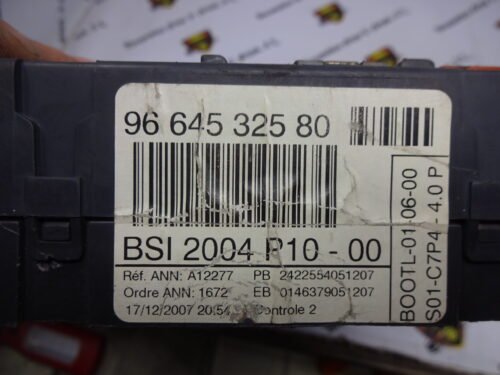 96 645 325 80
BSI 2004 P10 - 00
Réf. ANN: A12277 PB 2422554051207
Ordre ANN: 1672 EB 0146379051207
17/12/2007 20:54 Controle 2
BOOTL-01.06-00
S01-C7P4 - 4.0 P